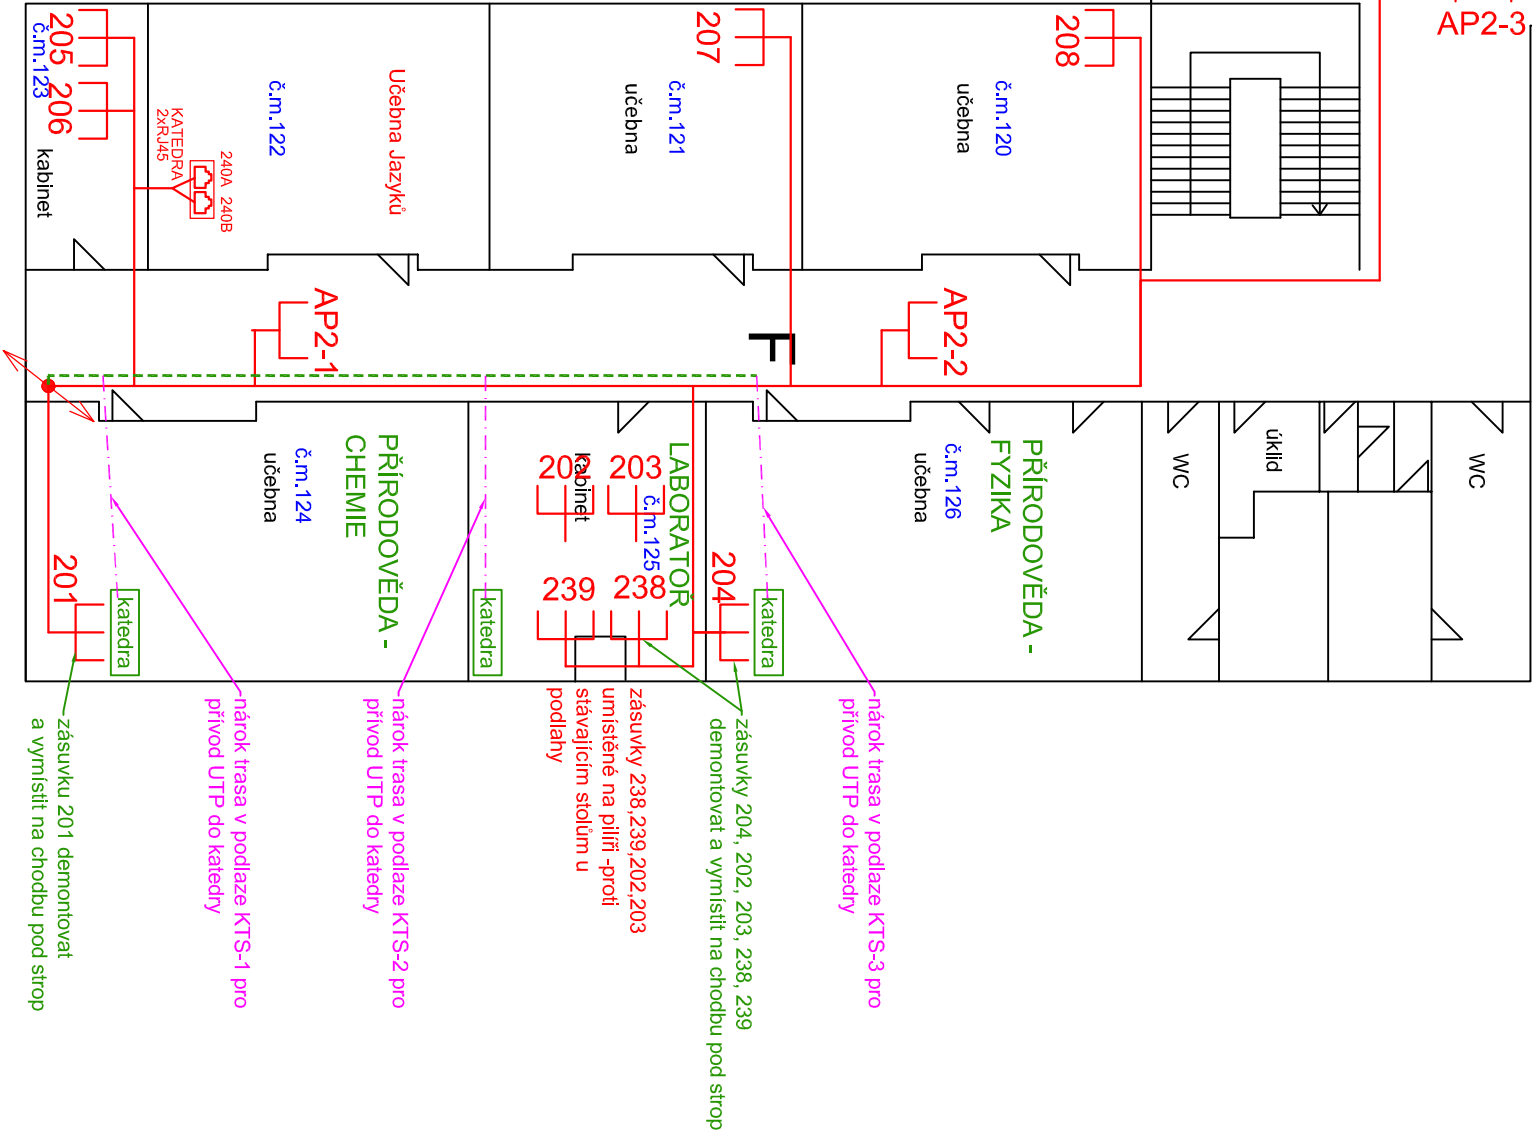 AP2-3
205
č.m.123
206
kabinet
KATEDRA
2xRJ45
240A 240B
č.m.122
Učebna Jazyků
207
č.m.121
učebna
208
č.m.120
učebna
AP2-1
F
AP2-2
PŘÍRODOVĚDA -
CHEMIE
č.m.124
učebna
201
katedra
202
kabinet
203
č.m.125
LABORATOŘ
239
238
katedra
204
katedra
PŘÍRODOVĚDA -
FYZIKA
č.m.126
učebna
WC
úklid
WC
zásuvku 201 demontovat
a vymístit na chodbu pod strop
nárok trasa v podlaze KTS-1 pro
přívod UTP do katedry
nárok trasa v podlaze KTS-2 pro
přívod UTP do katedry
zásuvky 238,239,202,203
umístěné na pilíři -proti
stávajícím stolům u
podlahy
zásuvky 204, 202, 203, 238, 239
demontovat a vymístit na chodbu pod strop
nárok trasa v podlaze KTS-3 pro
přívod UTP do katedry